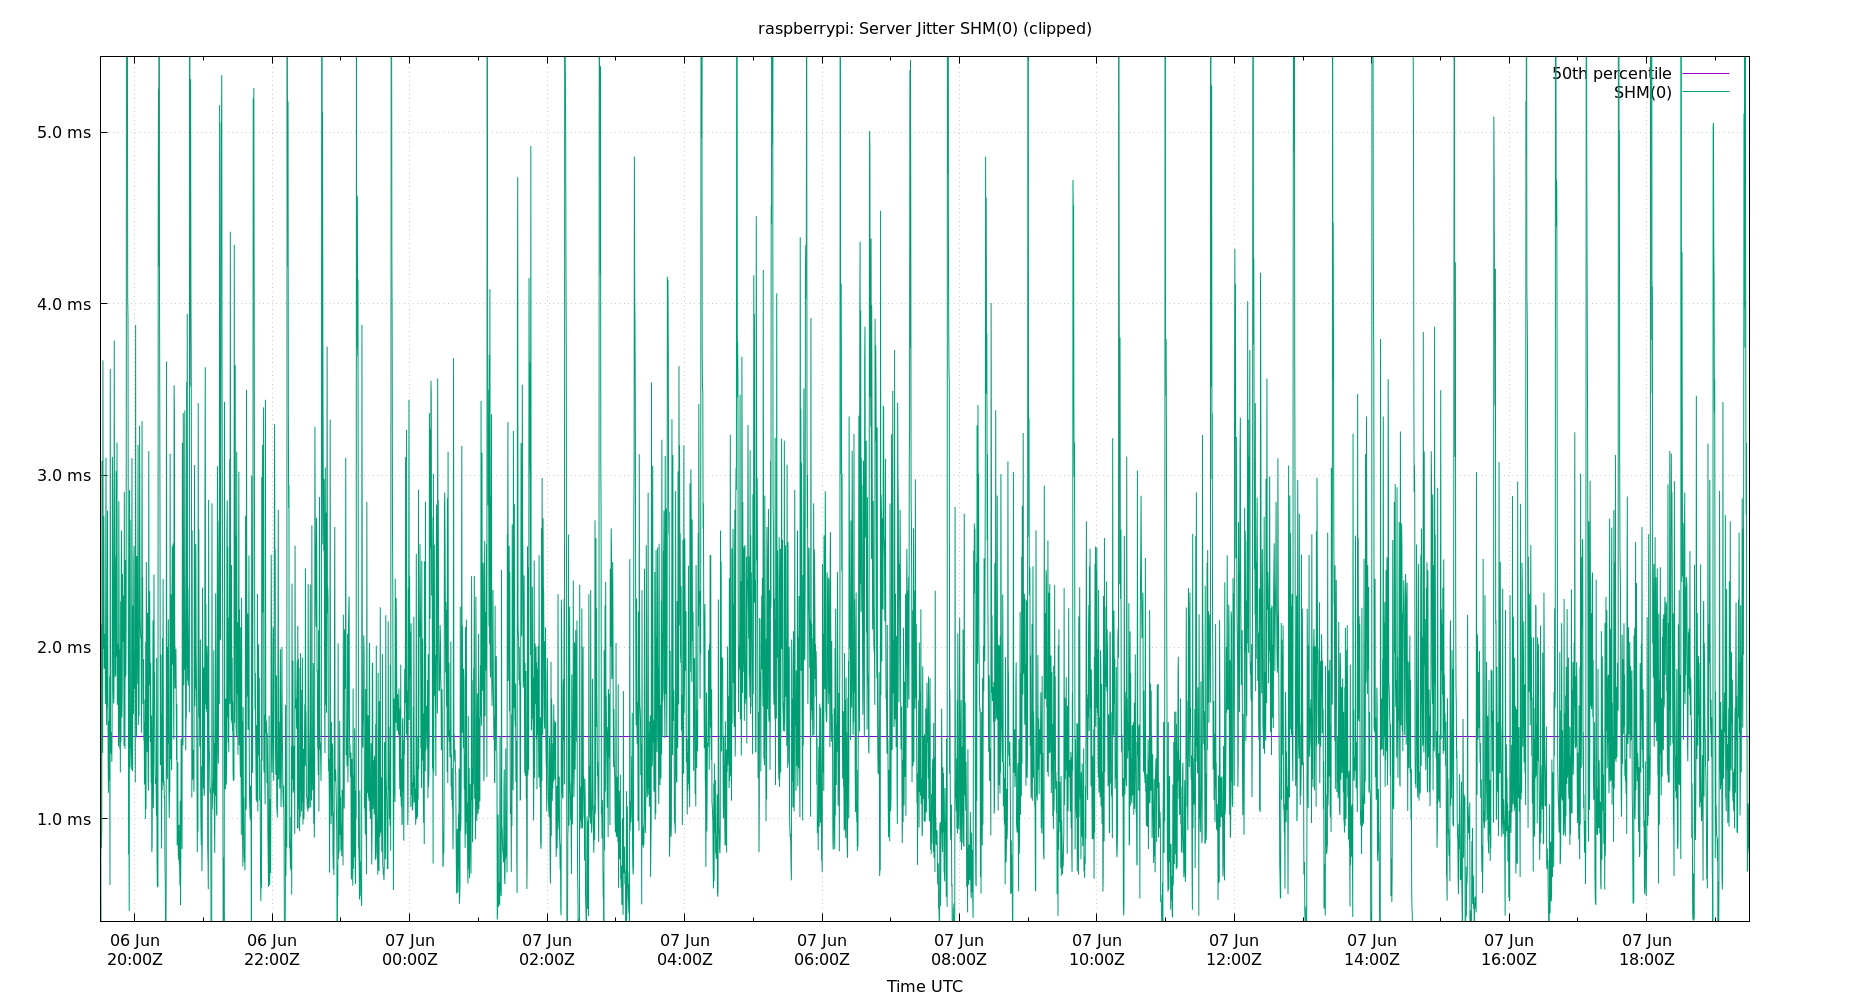 raspberrypi: Server Jitter SHM(0) (clipped)
50th percentile
SHM(0)
5.0 ms
4.0 ms
3.0 ms
2.0 ms
1.0 ms
06 Jun 06 Jun 07 Jun 07 Jun 07 Jun 07 Jun 07 Jun 07 Jun 07 Jun 07 Jun 07 Jun 07 Jun
20:00Z 22:00Z 00:00Z 02:00Z 04:00Z 06:00Z 08:00Z 10:00Z 12:00Z 14:00Z 16:00Z 18:00Z
Time UTC